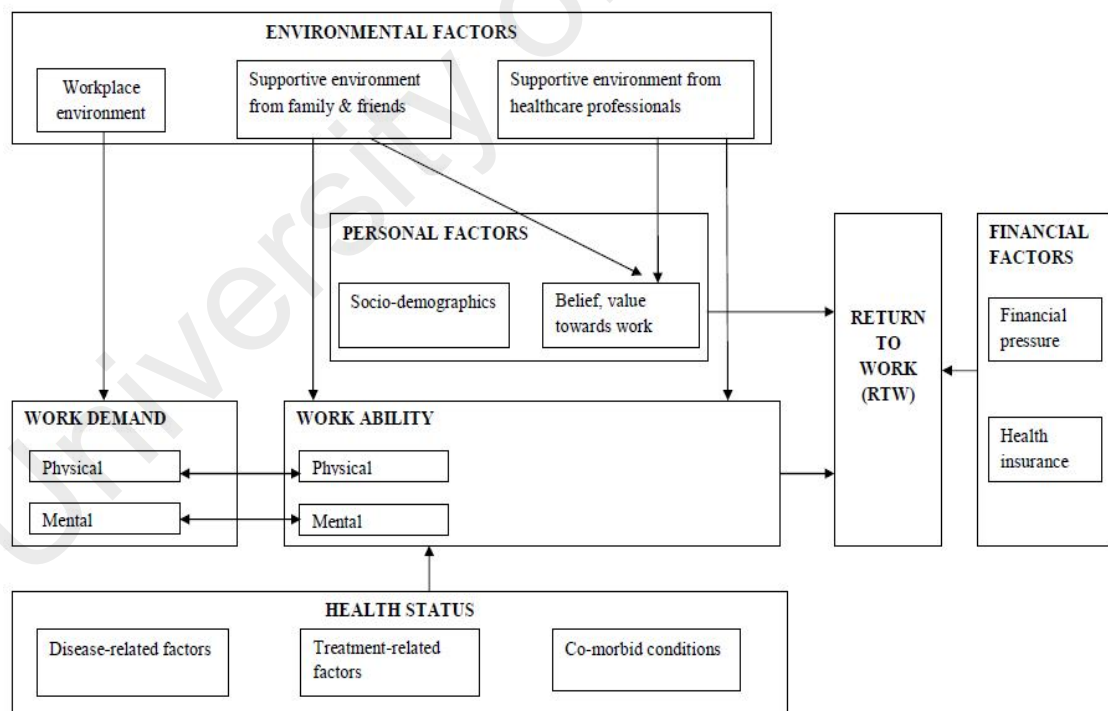 ENVIRONMENTAL FACTORS
Workplace
environment
Supportive environment
from family & friends
Supportive environment from
healthcare professionals
PERSONAL FACTORS
Socio-demographics
Belief, value
towards work
RETURN
TO
WORK
(RTW)
FINANCIAL
FACTORS
Financial
pressure
Health
insurance
WORK DEMAND
Physical
Mental
WORK ABILITY
Physical
Mental
HEALTH STATUS
Disease-related factors
Treatment-related
factors
Co-morbid conditions
University o